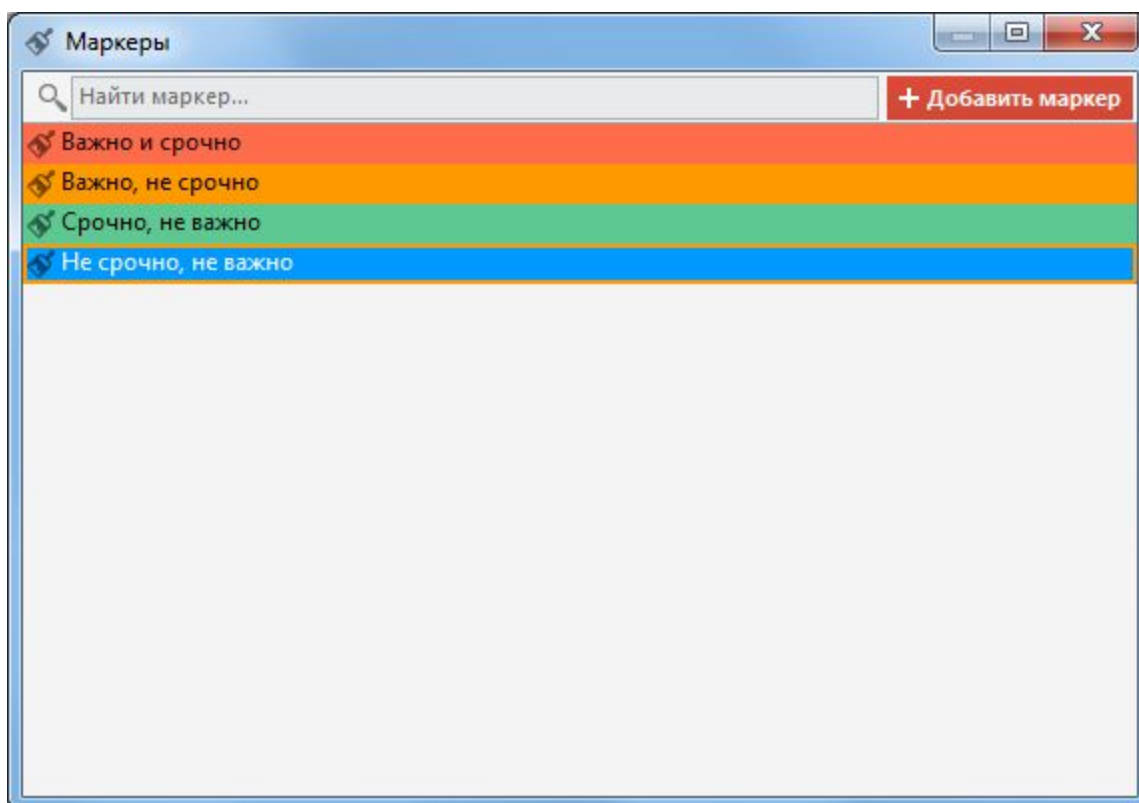 Маркеры
Найти маркер...
+ Добавить маркер
Важно и срочно
Важно, не срочно
Срочно, не важно
Не срочно, не важно